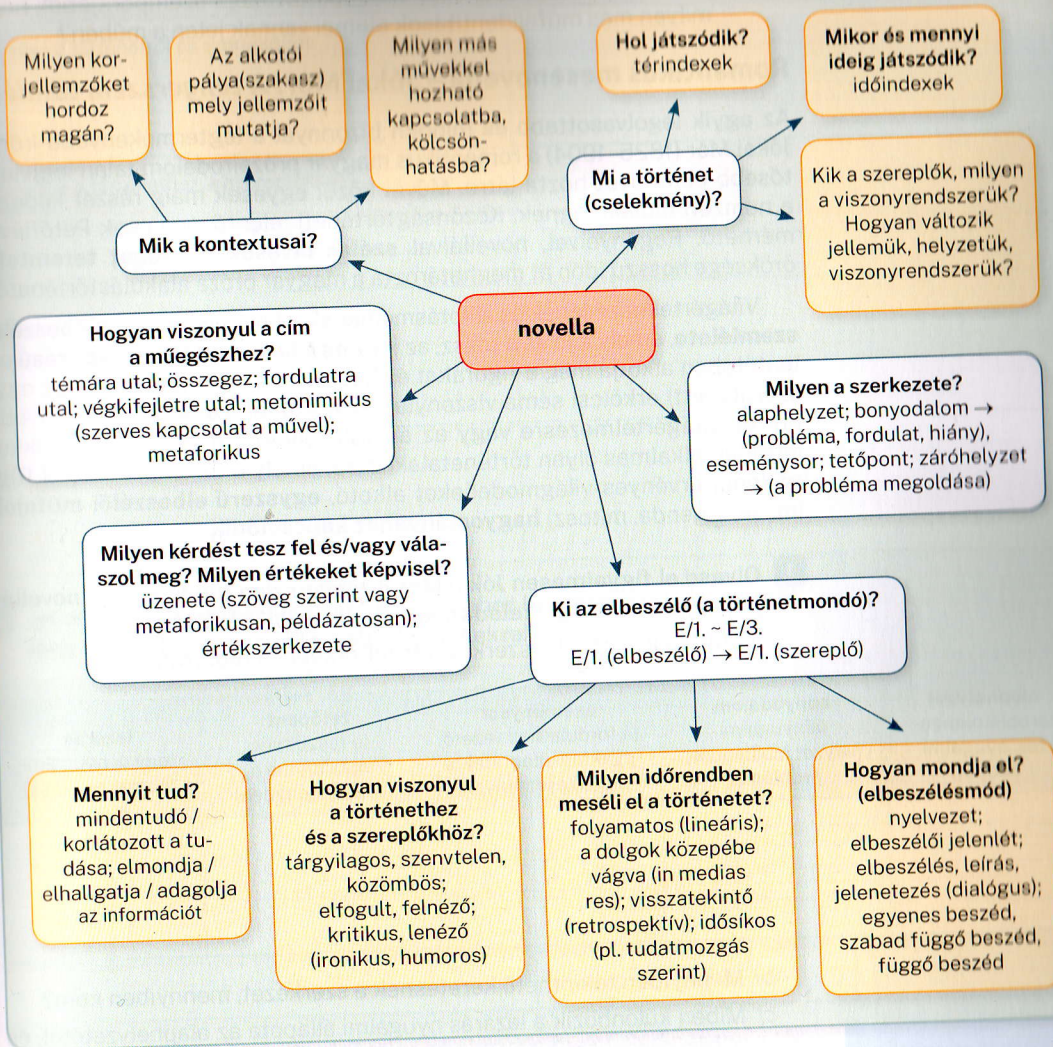 Milyen kor-
jellemzőket
hordoz
magán?
Az alkotói
pálya(szakasz)
mely jellemzőit
mutatja?
Milyen más
művekkel
hozható
kapcsolatba,
kölcsön-
hatásba?
Hol játszódik?
térindexek
Mikor és mennyi
ideig játszódik?
időindexek
Mik a kontextusai?
Mi a történet
(cselekmény)?
Kik a szereplők, milyen
a viszonyrendszerük?
Hogyan változik
jellemük, helyzetük,
viszonyrendszerük?
novella
Hogyan viszonyul a cím
a műegészhez?
témára utal; összegez; fordulatra
utal; végkifejletre utal; metonimikus
(szerves kapcsolat a művel);
metaforikus
Milyen a szerkezete?
alaphelyzet; bonyodalom →
(probléma, fordulat, hiány),
eseménysor; tetőpont; záróhelyzet
→ (a probléma megoldása)
Milyen kérdést tesz fel és/vagy vála-
szol meg? Milyen értékeket képvisel?
üzenete (szöveg szerint vagy
metaforikusan, példázatosan);
értékszerkezete
Ki az elbeszélő (a történetmondó)?
E/1. ~ E/3.
E/1. (elbeszélő) → E/1. (szereplő)
Mennyit tud?
mindentudó /
korlátozott a tu-
dása; elmondja /
elhallgatja / adagolja
az információt
Hogyan viszonyul
a történethez
és a szereplőkhöz?
tárgyilagos, szenvtelen,
közömbös;
elfogult, felnéző;
kritikus, lenéző
(ironikus, humoros)
Milyen időrendben
meséli el a történetet?
folyamatos (lineáris);
a dolgok közepébe
vágva (in medias
res); visszatekintő
(retrospektív); idősíkos
(pl. tudatmozgás
szerint)
Hogyan mondja el?
(elbeszélésmód)
nyelvezet;
elbeszélői jelenlét;
elbeszélés, leírás,
jelenetezés (dialógus);
egyenes beszéd,
szabad függő beszéd,
függő beszéd